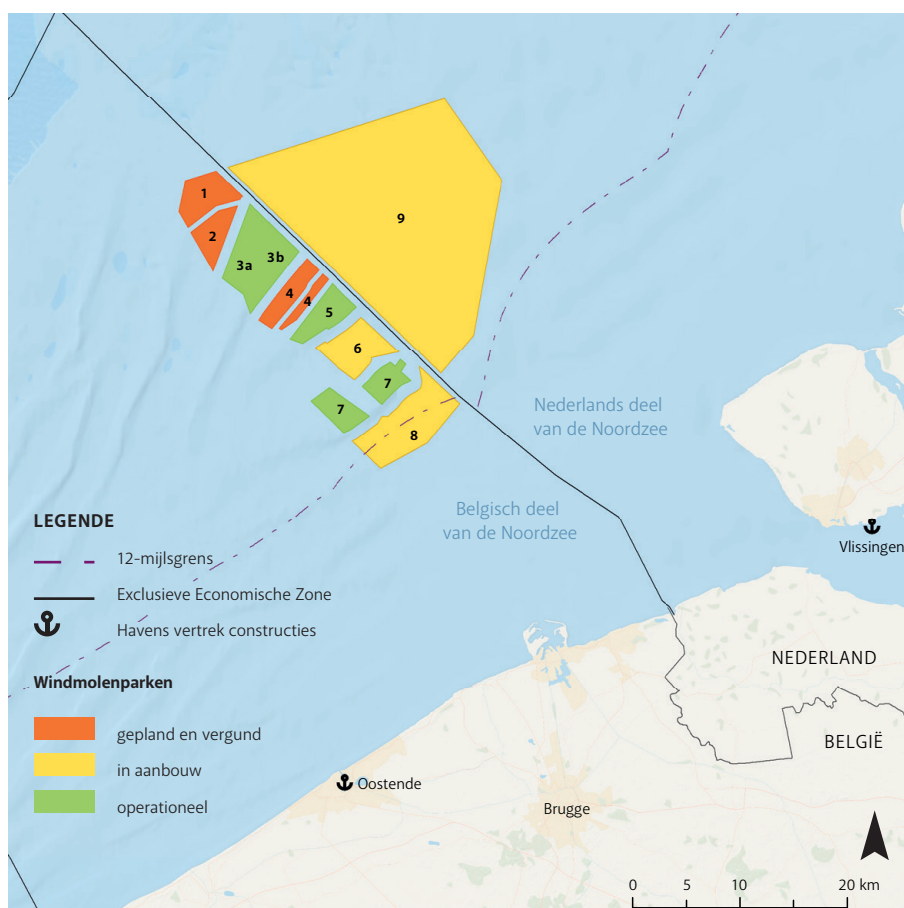 1
2
3a
3b
4
4
5
6
7
7
8
9
Nederlands deel
van de Noordzee
Belgisch deel
van de Noordzee
LEGENDE
12-mijlsgrens
Exclusieve Economische Zone
Havens vertrek constructies
Windmolenparken
gepland en vergund
in aanbouw
operationeel
Vlissingen
NEDERLAND
BELGIË
Oostende
Brugge
0 5 10 20 km